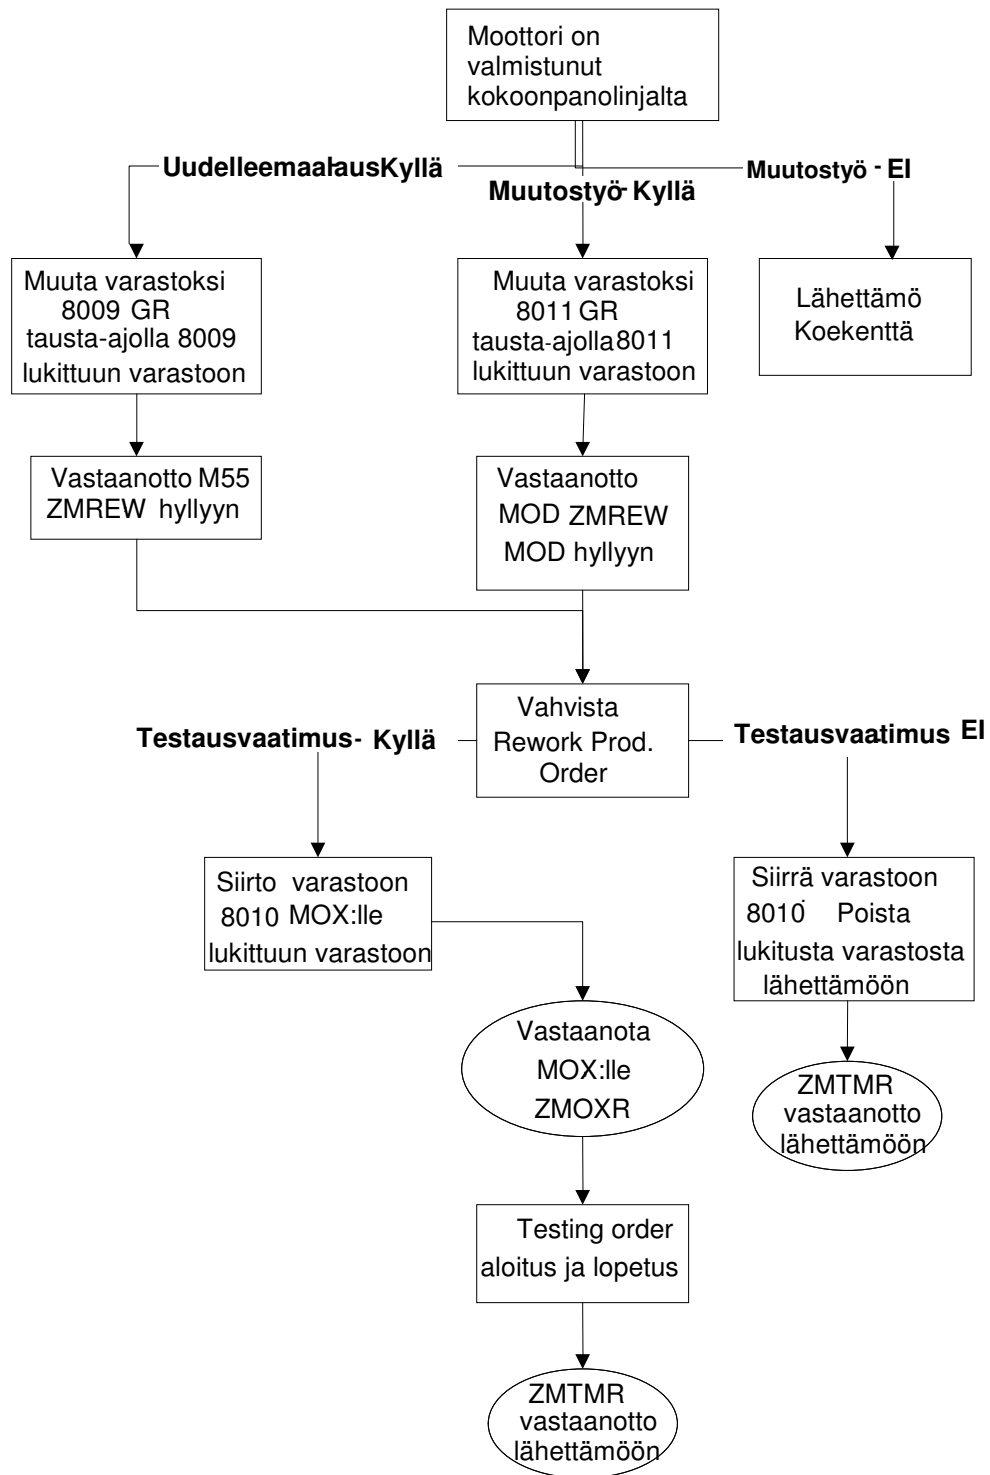 Moottori on
valmistunut
kokoonpanolinjalta
Uudelleemaalaus Kyllä
Muutostyö - Kyllä
Muutostyö - EI
Muuta varastoksi
8009 GR
tausta-ajolla 8009
lukittuun varastoon
Muuta varastoksi
8011 GR
tausta-ajolla 8011
lukittuun varastoon
Lähettämö
Koekenttä
Vastaanotto M55
ZMREW hyllyyn
Vastaanotto
MOD ZMREW
MOD hyllyyn
Vahvista
Rework Prod.
Order
Testausvaatimus - Kyllä
Testausvaatimus - EI
Siirto varastoon
8010 MOX:lle
lukittuun varastoon
Siirrä varastoon
8010 Poista
lukitusta varastosta
lähettämöön
Vastaanota
MOX:lle
ZMOXR
ZMTMR
vastaanotto
lähettämöön
Testing order
aloitus ja lopetus
ZMTMR
vastaanotto
lähettämöön